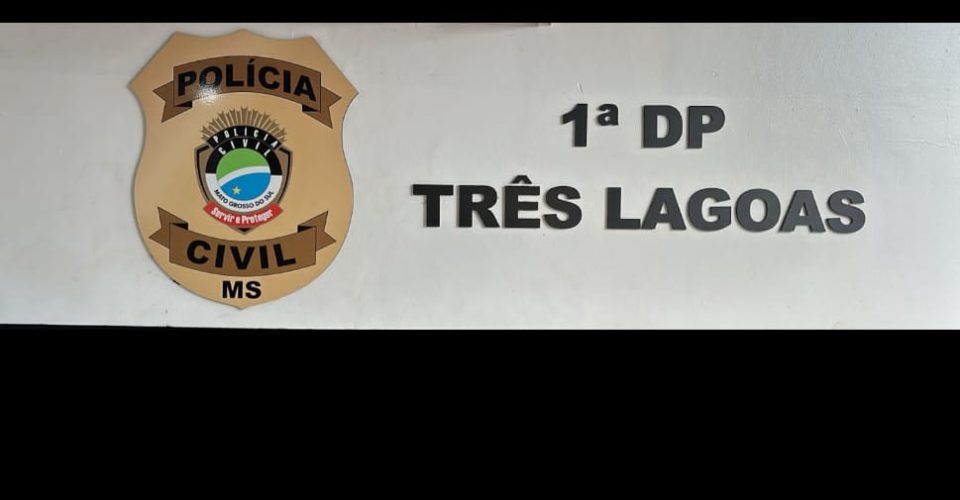 POLÍCIA
POLÍCIA
CIVIL
MATO GROSSO DO SUL
Servir e Proteger
CIVIL
MS
1ª DP
TRÊS LAGOAS